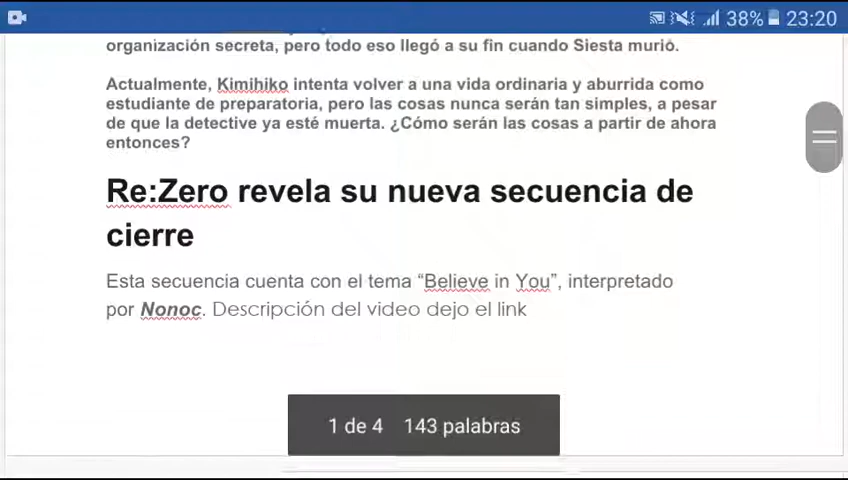 38% 23:20
organización secreta, pero todo eso llegó a su fin cuando Siesta murió.
Actualmente, Kimihiko intenta volver a una vida ordinaria y aburrida como
estudiante de preparatoria, pero las cosas nunca serán tan simples, a pesar
de que la detective ya esté muerta. ¿Cómo serán las cosas a partir de ahora
entonces?
Re:Zero revela su nueva secuencia de
cierre
Esta secuencia cuenta con el tema “Believe in You”, interpretado
por Nonoc. Descripción del video dejo el link
1 de 4 143 palabras